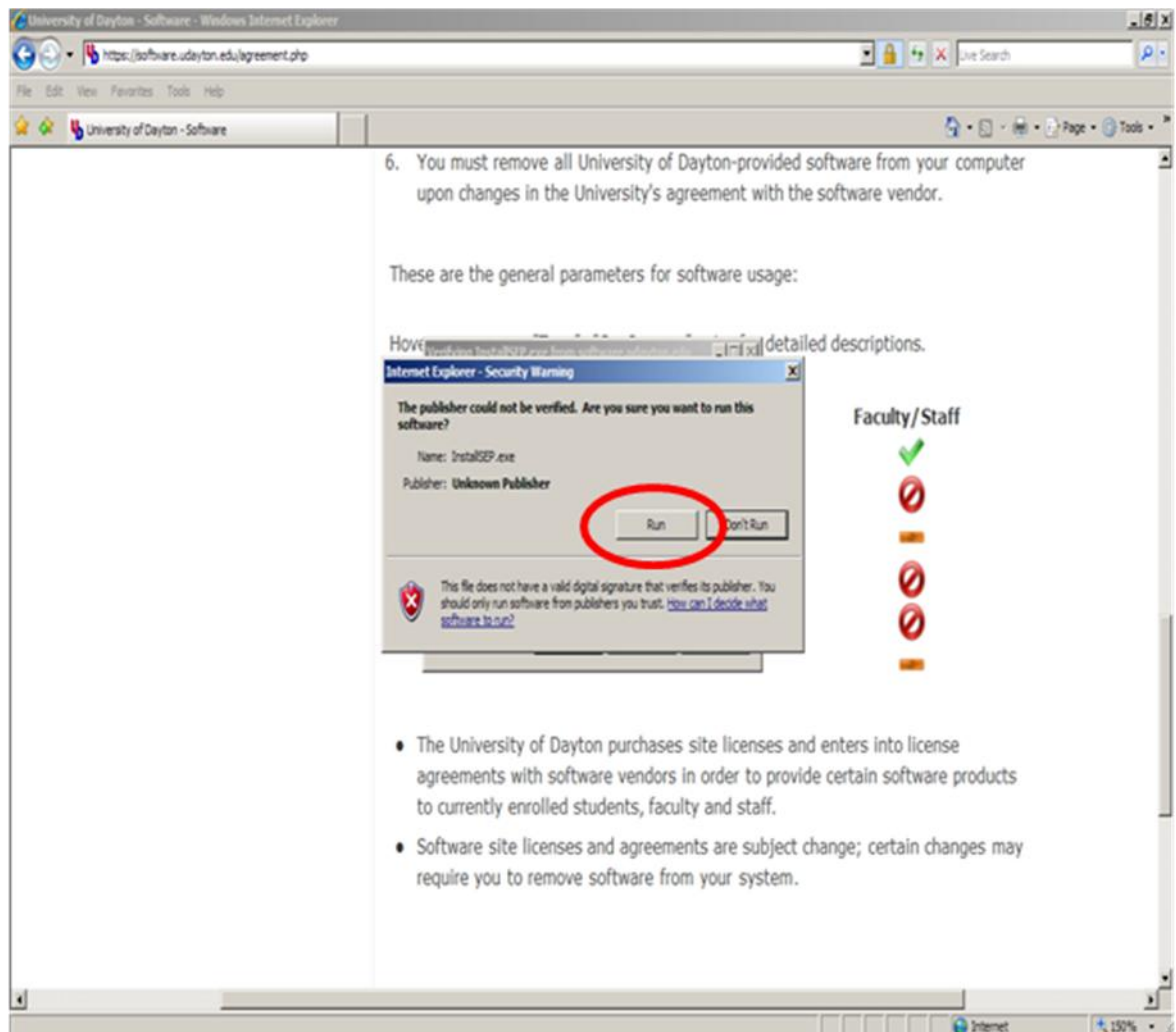 University of Dayton - Software - Windows Internet Explorer
https://software.udayton.edu/agreement.php
Live Search
File Edit View Favorites Tools Help
University of Dayton - Software
Page Tools
6. You must remove all University of Dayton-provided software from your computer
upon changes in the University's agreement with the software vendor.
These are the general parameters for software usage:
detailed descriptions.
Internet Explorer - Security Warning
The publisher could not be verified. Are you sure you want to run this
software?
Name: InstallSEP.exe
Publisher: Unknown Publisher
Run
Don't Run
This file does not have a valid digital signature that verifies its publisher. You
should only run software from publishers you trust. How can I decide what
software to run?
Faculty/Staff
• The University of Dayton purchases site licenses and enters into license
agreements with software vendors in order to provide certain software products
to currently enrolled students, faculty and staff.
• Software site licenses and agreements are subject change; certain changes may
require you to remove software from your system.
Internet
150%